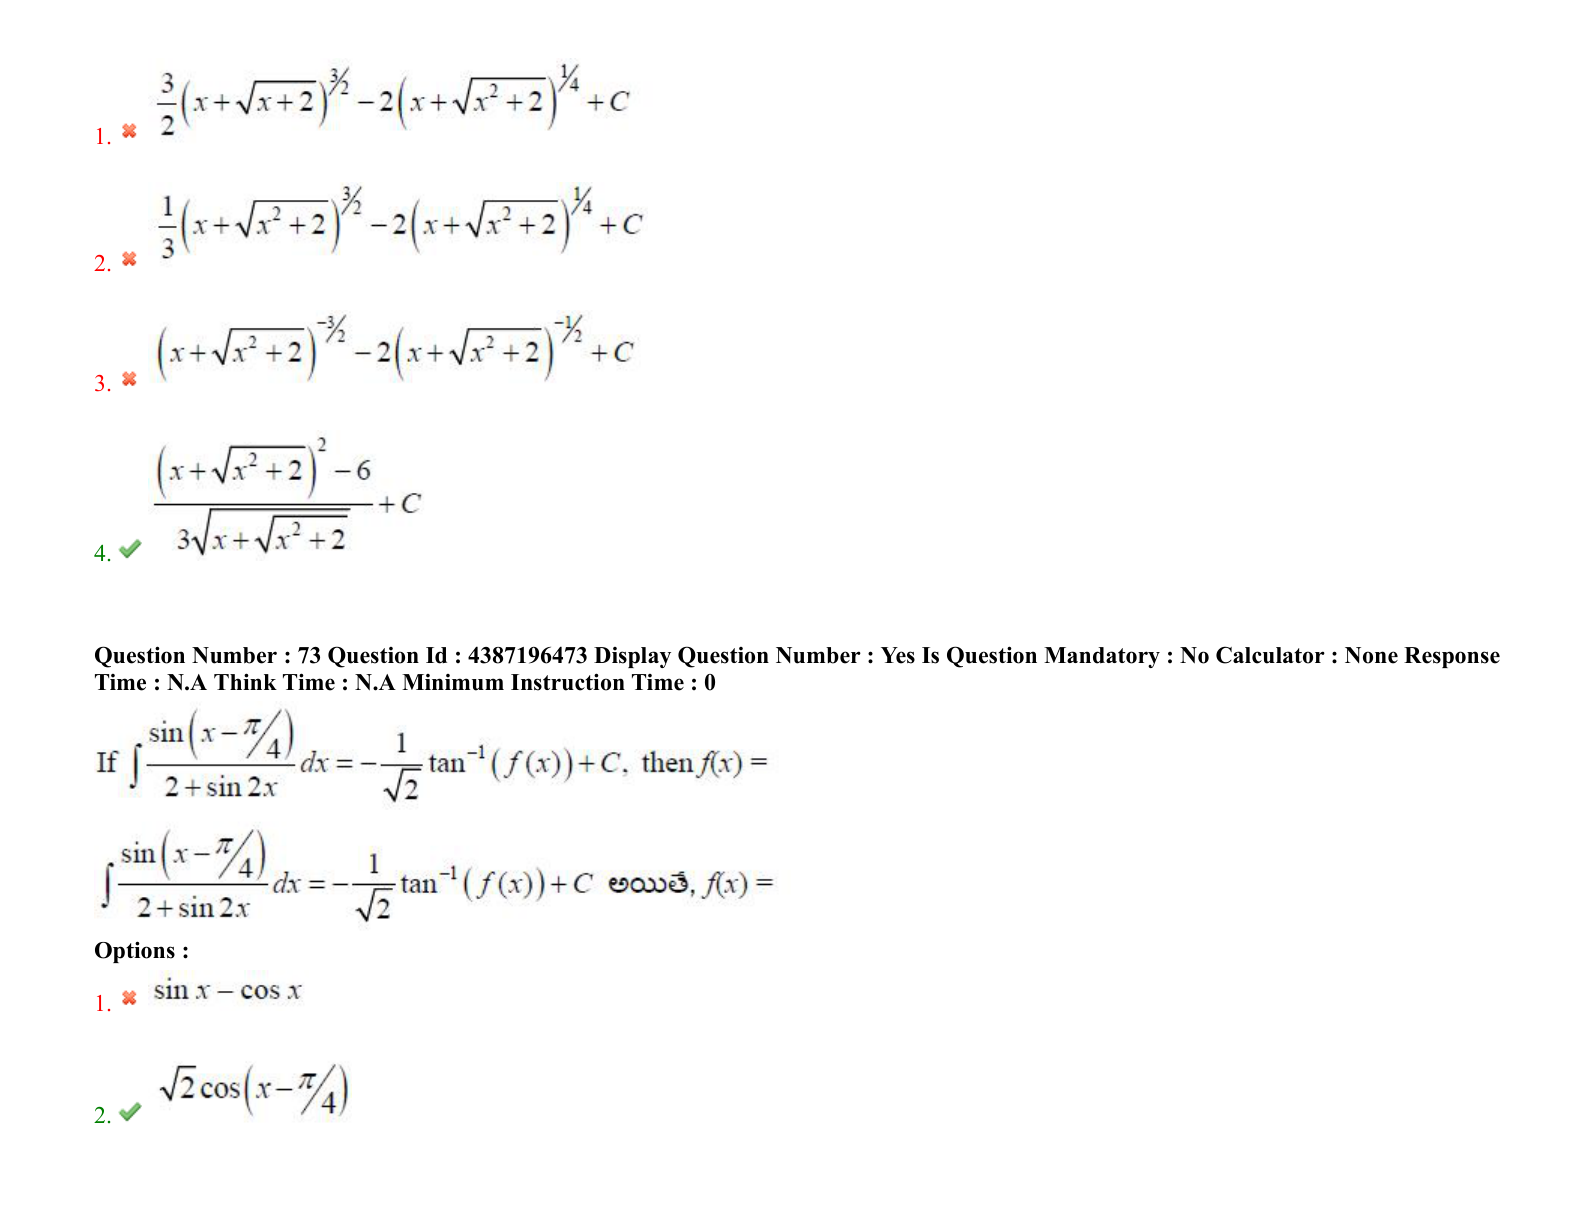 1. $\frac{3}{2}\left(x+\sqrt{x+2}\right)^{3/2}-2\left(x+\sqrt{x^2+2}\right)^{1/4}+C$
2. $\frac{1}{3}\left(x+\sqrt{x^2+2}\right)^{3/2}-2\left(x+\sqrt{x^2+2}\right)^{1/4}+C$
3. $\left(x+\sqrt{x^2+2}\right)^{-3/2}-2\left(x+\sqrt{x^2+2}\right)^{-1/2}+C$
4. $\frac{\left(x+\sqrt{x^2+2}\right)^2-6}{3\sqrt{x+\sqrt{x^2+2}}}+C$
Question Number : 73 Question Id : 4387196473 Display Question Number : Yes Is Question Mandatory : No Calculator : None Response
Time : N.A Think Time : N.A Minimum Instruction Time : 0
If $\int \frac{\sin\left(x-\pi/4\right)}{2+\sin 2x}dx=-\frac{1}{\sqrt{2}}\tan^{-1}(f(x))+C$, then $f(x)=$
$\int \frac{\sin\left(x-\pi/4\right)}{2+\sin 2x}dx=-\frac{1}{\sqrt{2}}\tan^{-1}(f(x))+C$ అయితే, $f(x)=$
Options :
1. $\sin x-\cos x$
2. $\sqrt{2}\cos\left(x-\pi/4\right)$